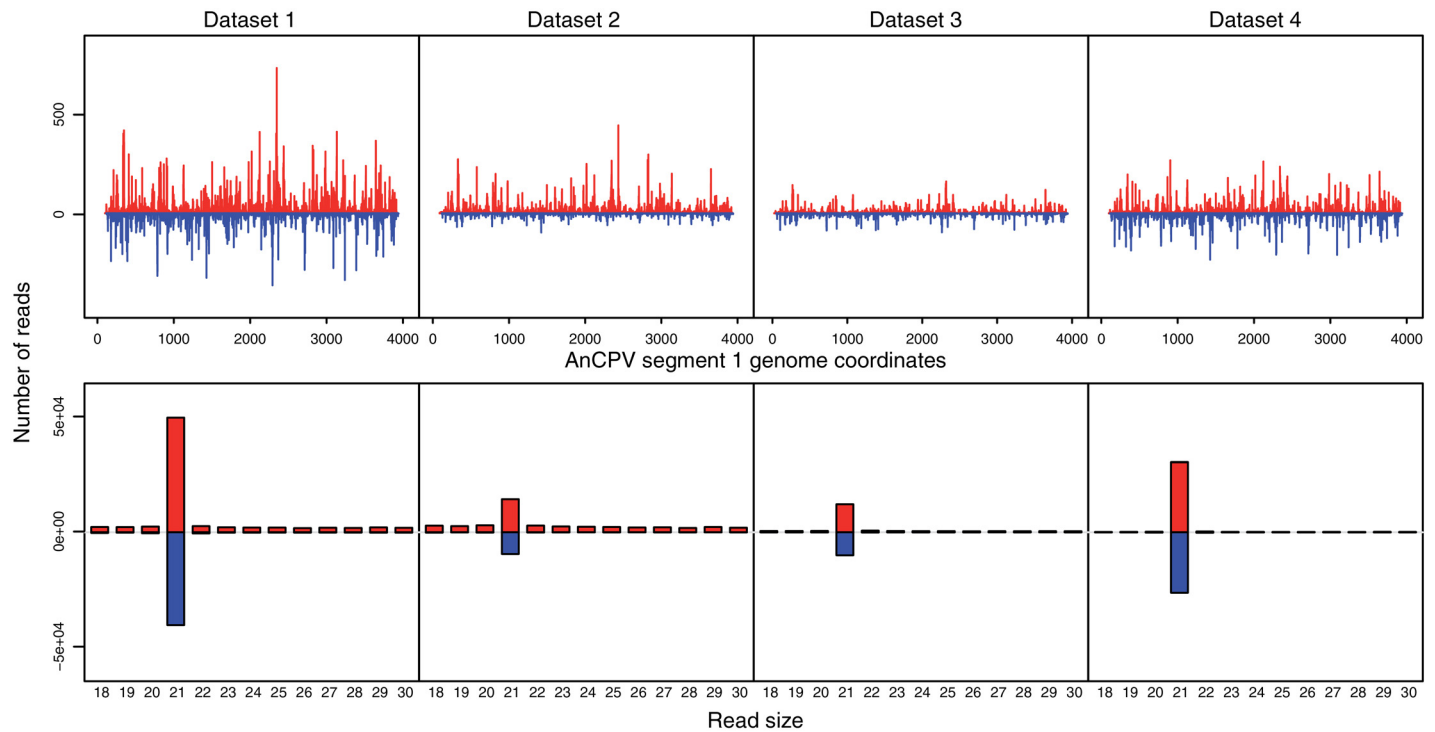 Dataset 1 Dataset 2 Dataset 3 Dataset 4
500
0
0 1000 2000 3000 4000 0 1000 2000 3000 4000 0 1000 2000 3000 4000 0 1000 2000 3000 4000
AnCPV segment 1 genome coordinates
Number of reads
5e+04
0e+00
−5e+04
18 19 20 21 22 23 24 25 26 27 28 29 30 18 19 20 21 22 23 24 25 26 27 28 29 30 18 19 20 21 22 23 24 25 26 27 28 29 30 18 19 20 21 22 23 24 25 26 27 28 29 30
Read size